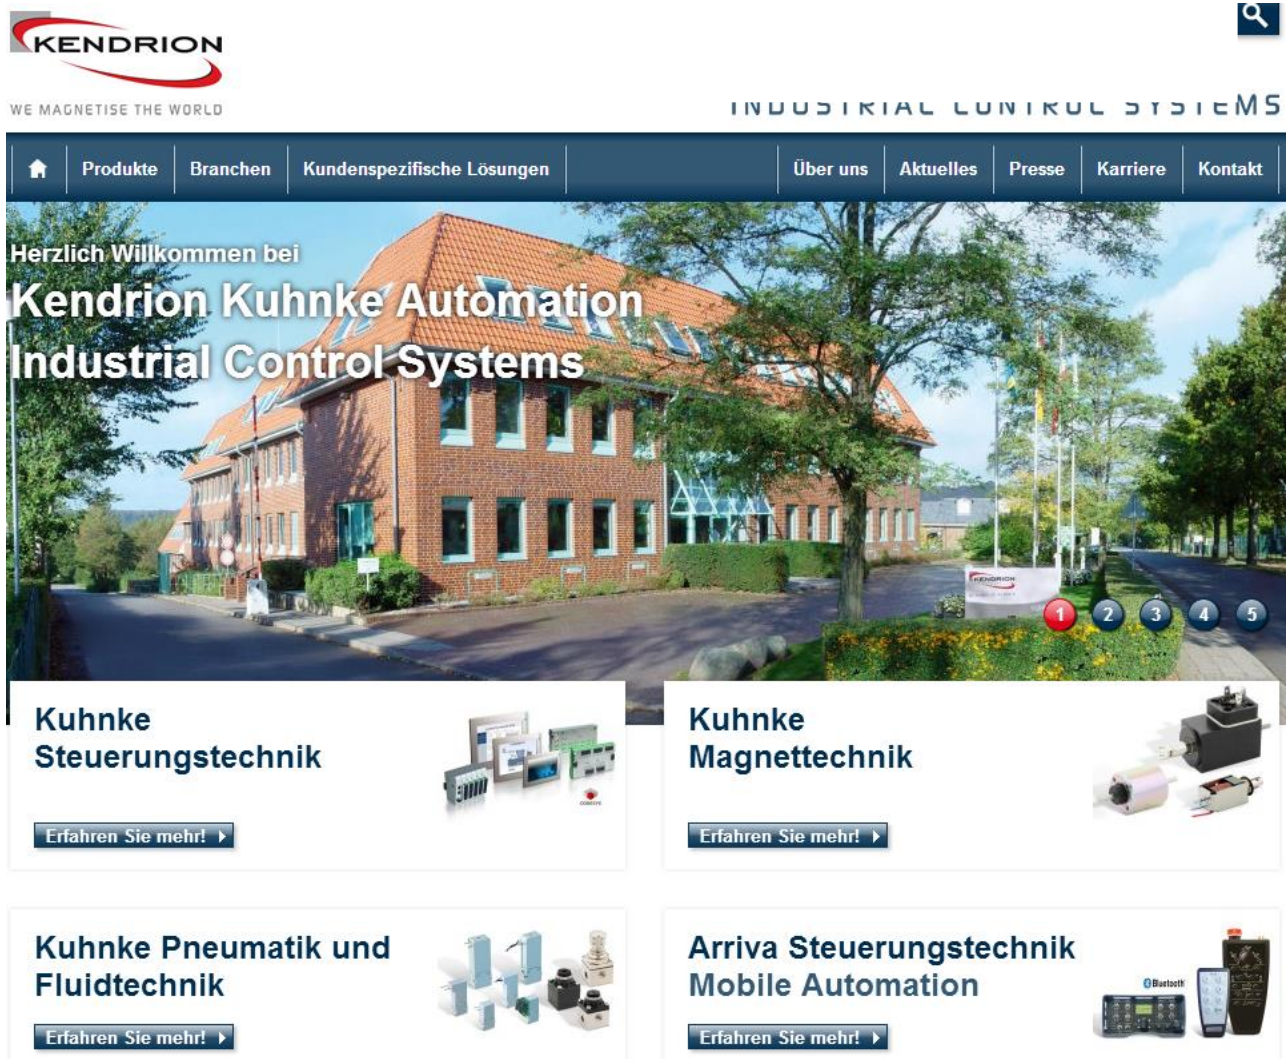 KENDRION
WE MAGNETISE THE WORLD
INDUSTRIAL CONTROL SYSTEMS
Produkte
Branchen
Kundenspezifische Lösungen
Über uns
Aktuelles
Presse
Karriere
Kontakt
Herzlich Willkommen bei
Kendrion Kuhnke Automation
Industrial Control Systems
KENDRION
1 2 3 4 5
Kuhnke
Steuerungstechnik
Erfahren Sie mehr!
Kuhnke
Magnettechnik
Erfahren Sie mehr!
Kuhnke Pneumatik und
Fluidtechnik
Erfahren Sie mehr!
Arriva Steuerungstechnik
Mobile Automation
Bluetooth
Erfahren Sie mehr!